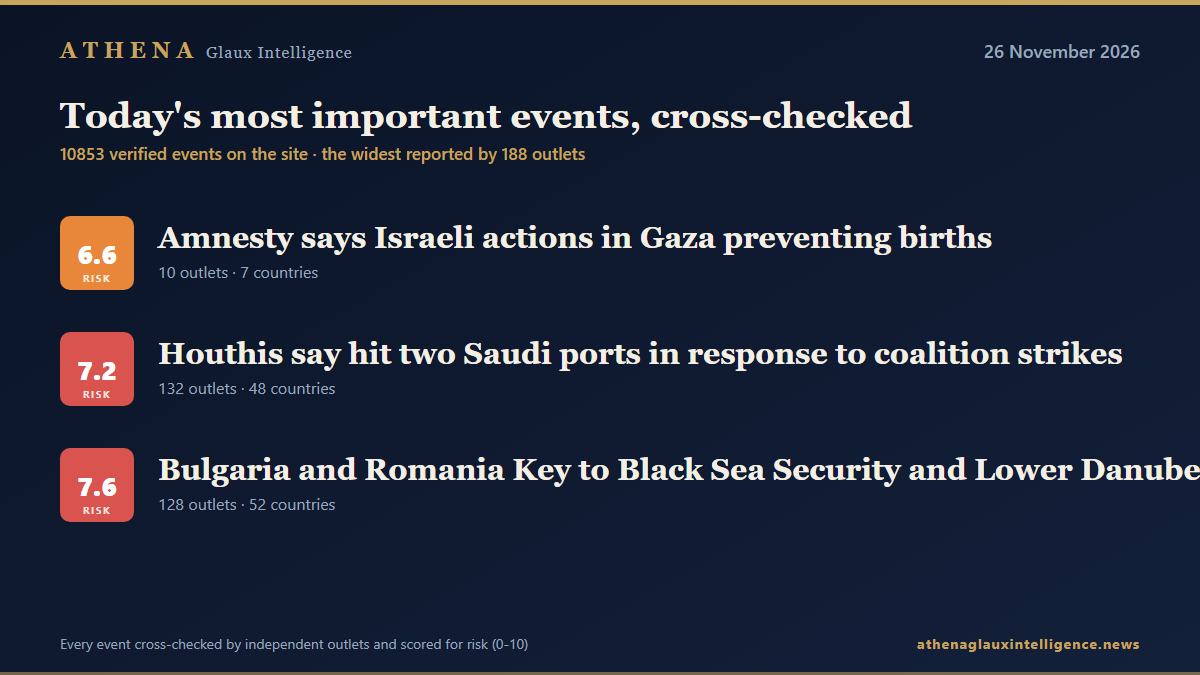 ATHENA Glaux Intelligence
26 November 2026
Today's most important events, cross-checked
10853 verified events on the site · the widest reported by 188 outlets
6.6
RISK
Amnesty says Israeli actions in Gaza preventing births
10 outlets · 7 countries
7.2
RISK
Houthis say hit two Saudi ports in response to coalition strikes
132 outlets · 48 countries
7.6
RISK
Bulgaria and Romania Key to Black Sea Security and Lower Danube
128 outlets · 52 countries
Every event cross-checked by independent outlets and scored for risk (0-10)
athenaglauxintelligence.news